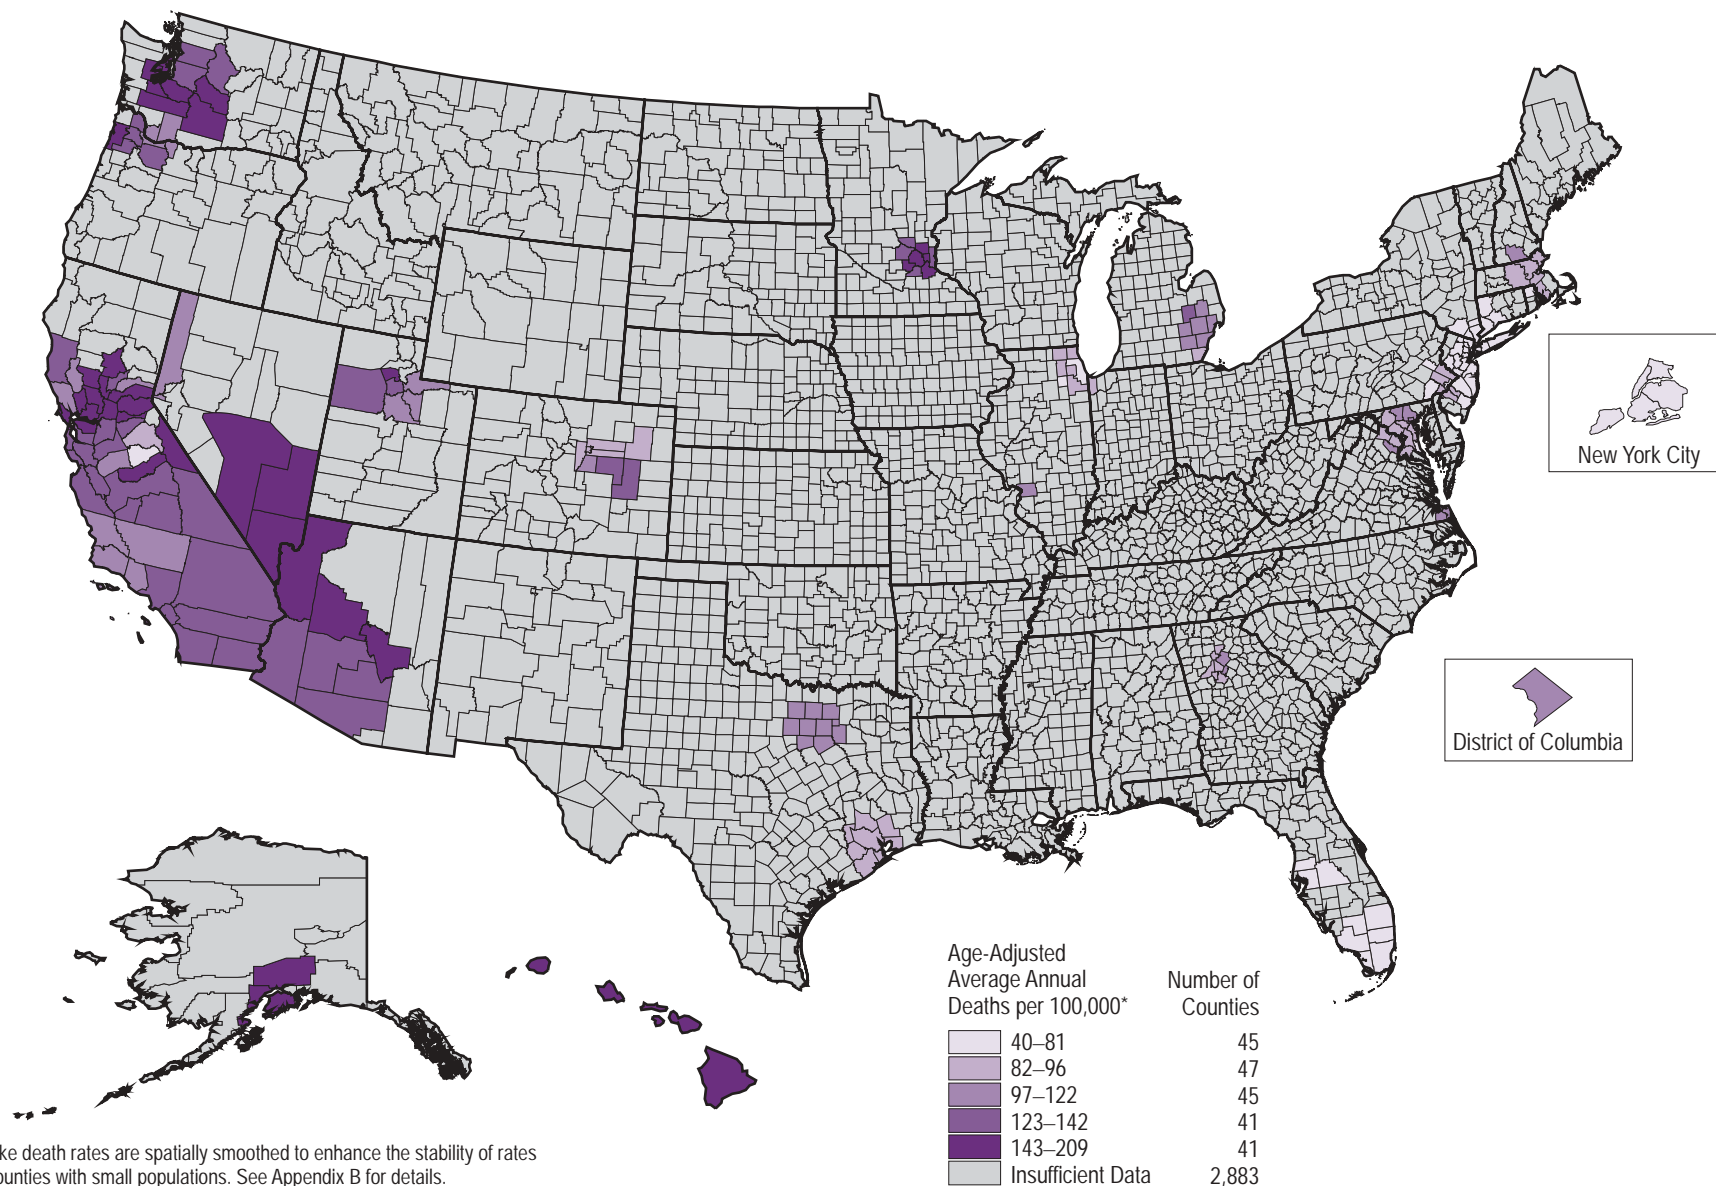 New York City
District of Columbia
Age-Adjusted
Average Annual
Deaths per 100,000*
Number of
Counties
40–81 45
82–96 47
97–122 45
123–142 41
143–209 41
Insufficient Data 2,883
ke death rates are spatially smoothed to enhance the stability of rates
ounties with small populations. See Appendix B for details.